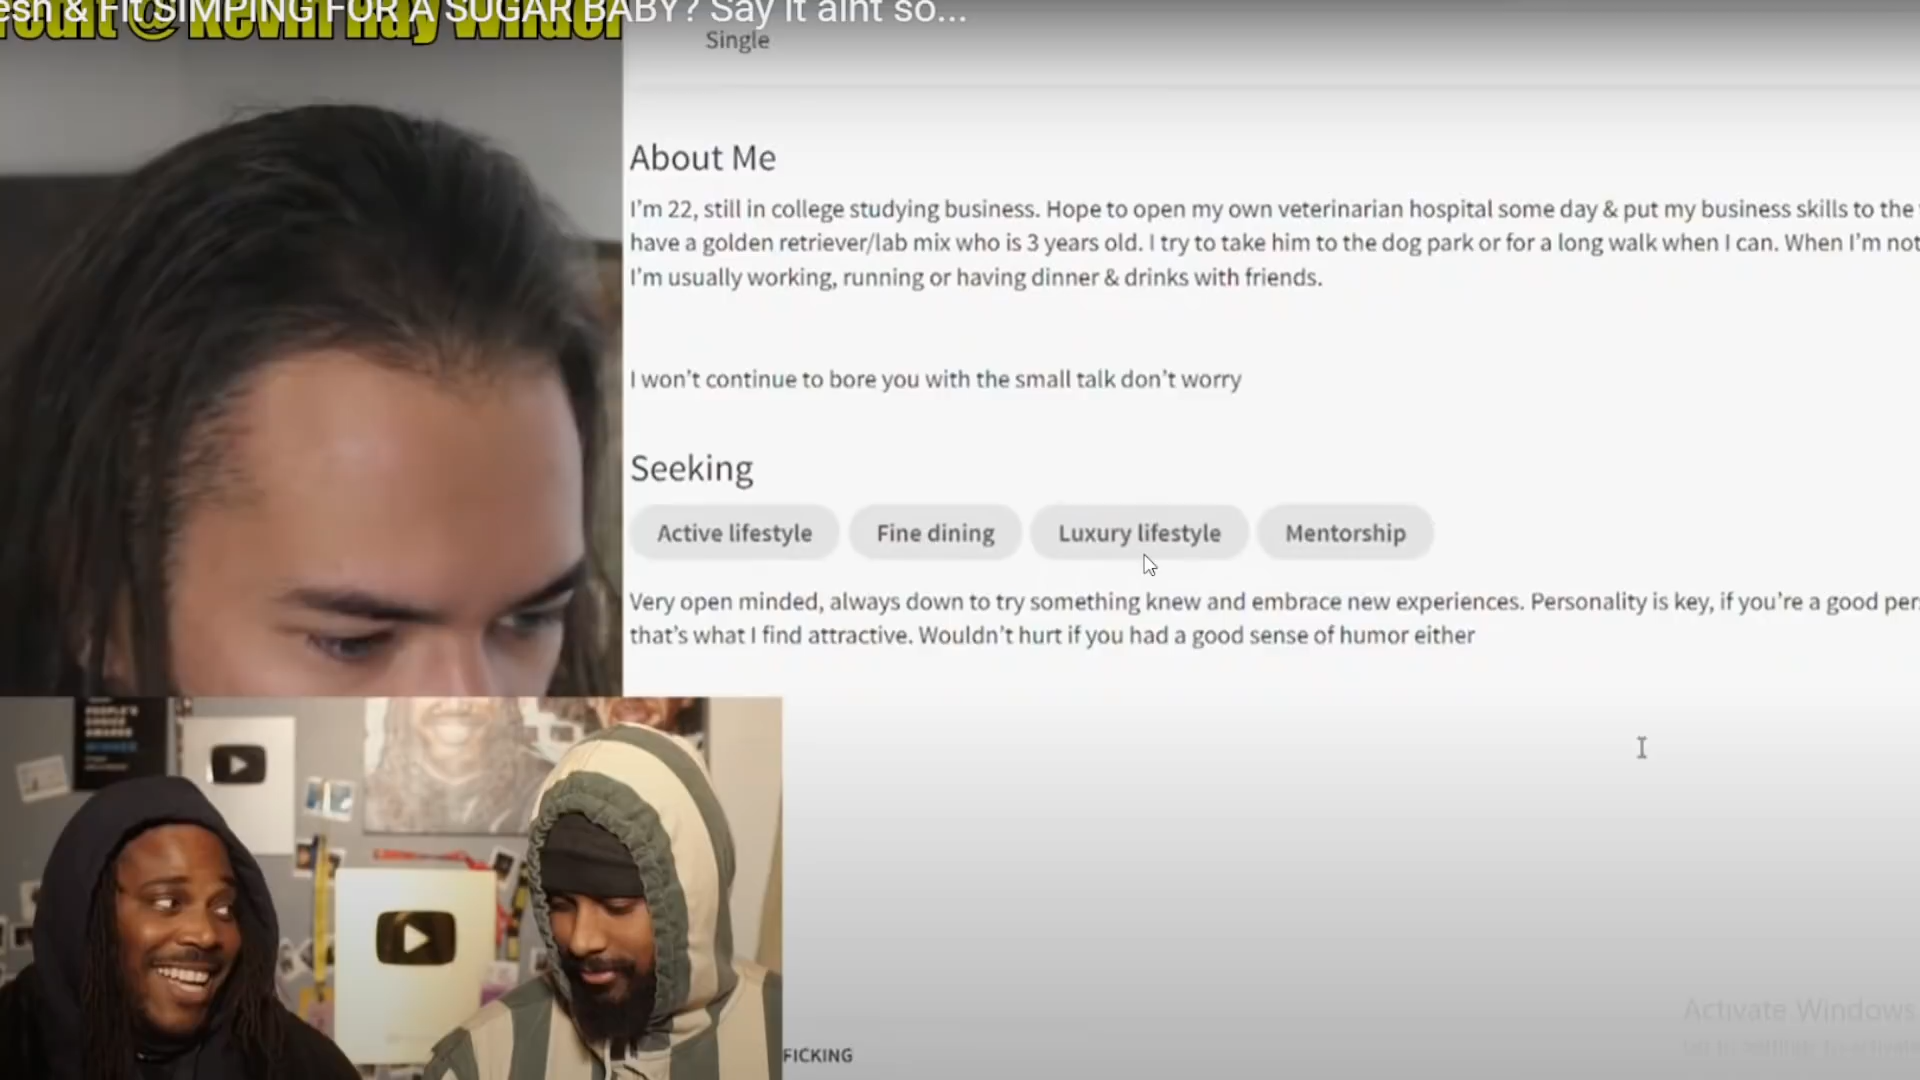 esh & Fit SIMPING FOR A SUGAR BABY? Say it aint so...
Single
About Me
I'm 22, still in college studying business. Hope to open my own veterinarian hospital some day & put my business skills to the
have a golden retriever/lab mix who is 3 years old. I try to take him to the dog park or for a long walk when I can. When I'm not
I'm usually working, running or having dinner & drinks with friends.
I won't continue to bore you with the small talk don't worry
Seeking
Active lifestyle
Fine dining
Luxury lifestyle
Mentorship
Very open minded, always down to try something knew and embrace new experiences. Personality is key, if you're a good per
that's what I find attractive. Wouldn't hurt if you had a good sense of humor either
PEOPLE'S
CHOICE
AWARDS
WINNER
Activate Windows
FICKING